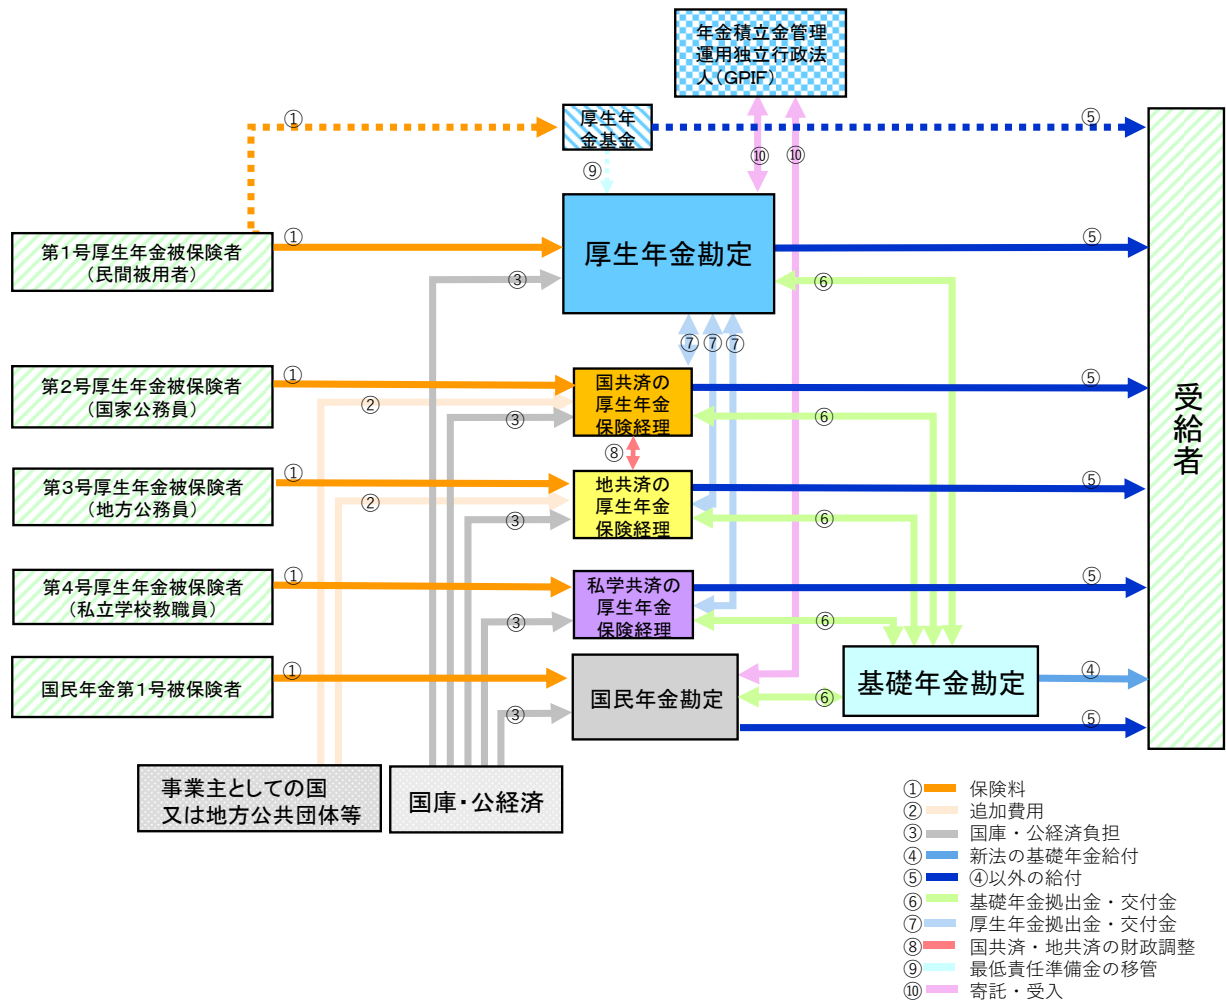 年金積立金管理
運用独立行政法
人(GPIF)
①
厚生年
金基金
⑤
⑨
⑩
⑩
第1号厚生年金被保険者
(民間被用者)
①
③
厚生年金勘定
⑤
⑥
⑦
⑦
⑦
第2号厚生年金被保険者
(国家公務員)
①
②
③
国共済の
厚生年金
保険経理
⑤
⑥
⑧
受給者
第3号厚生年金被保険者
(地方公務員)
①
②
③
地共済の
厚生年金
保険経理
⑤
⑥
第4号厚生年金被保険者
(私立学校教職員)
①
③
私学共済の
厚生年金
保険経理
⑤
⑥
国民年金第1号被保険者
①
③
国民年金勘定
⑥
基礎年金勘定
④
⑤
事業主としての国
又は地方公共団体等
国庫・公経済
① 保険料
② 追加費用
③ 国庫・公経済負担
④ 新法の基礎年金給付
⑤ ④以外の給付
⑥ 基礎年金拠出金・交付金
⑦ 厚生年金拠出金・交付金
⑧ 国共済・地共済の財政調整
⑨ 最低責任準備金の移管
⑩ 寄託・受入